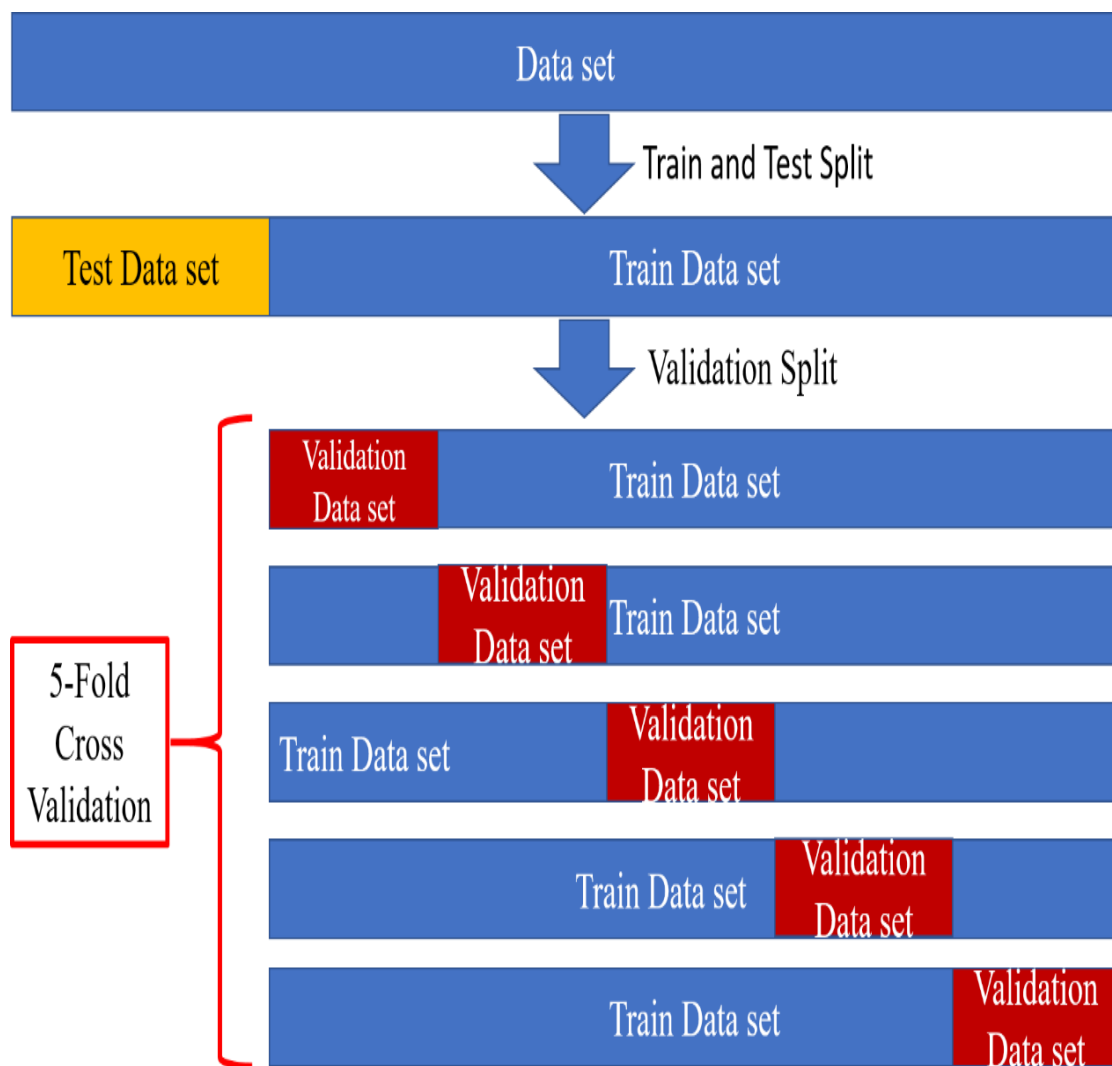 Data set
Train and Test Split
Test Data set
Train Data set
Validation Split
Validation
Data set
Train Data set
Validation
Data set
Train Data set
5-Fold
Cross
Validation
Train Data set
Validation
Data set
Train Data set
Validation
Data set
Train Data set
Validation
Data set